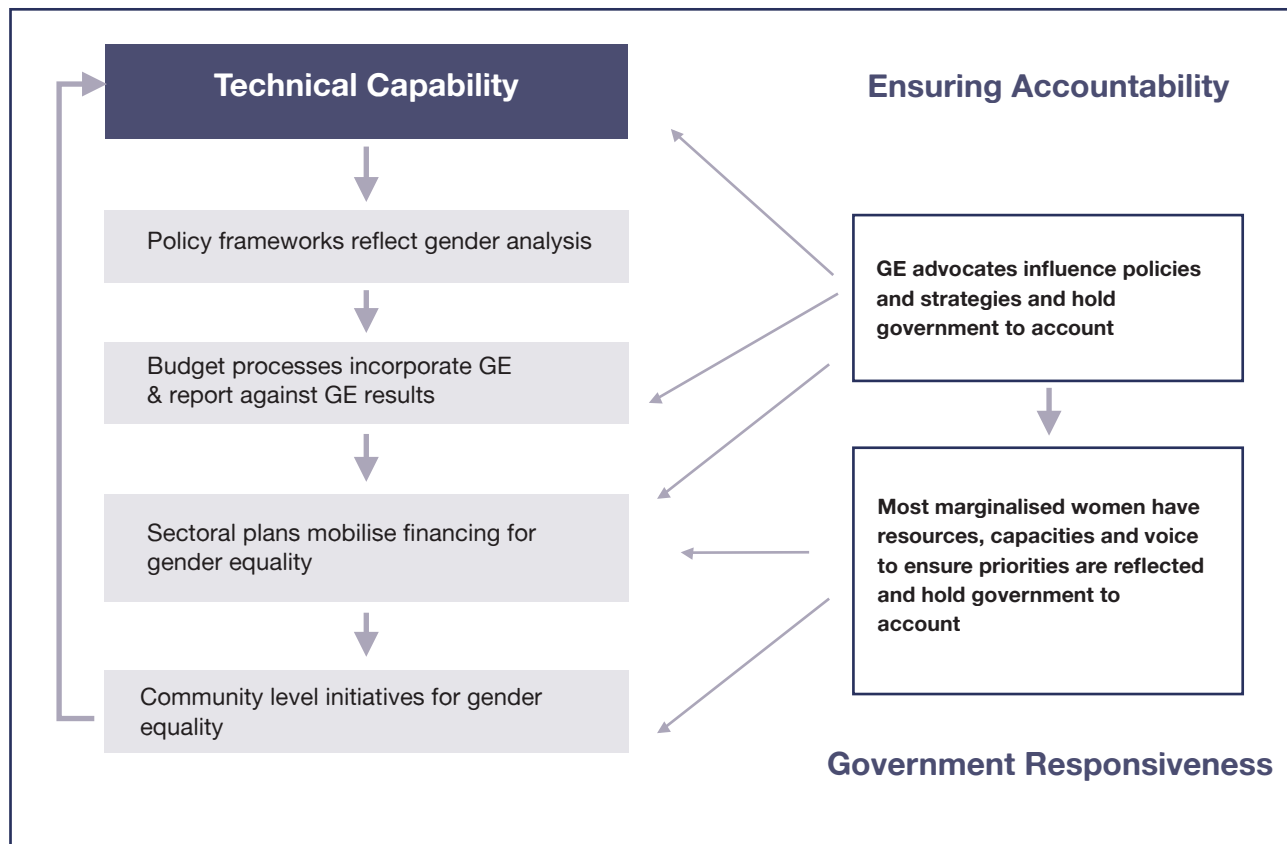 Technical Capability
Policy frameworks reflect gender analysis
Budget processes incorporate GE
& report against GE results
Sectoral plans mobilise financing for
gender equality
Community level initiatives for gender
equality
Ensuring Accountability
GE advocates influence policies
and strategies and hold
government to account
Most marginalised women have
resources, capacities and voice
to ensure priorities are reflected
and hold government to
account
Government Responsiveness